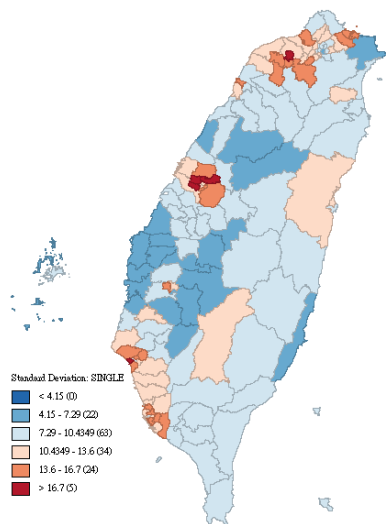 Standard Deviation: SINGLE
< 4.15 (0)
4.15 - 7.29 (22)
7.29 - 10.4349 (63)
10.4349 - 13.6 (34)
13.6 - 16.7 (24)
> 16.7 (5)